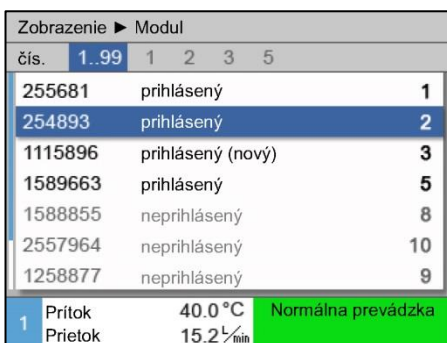 Zobrazenie ► Modul
čís. 1..99 1 2 3 5
255681 prihlásený 1
254893 prihlásený 2
1115896 prihlásený (nový) 3
1589663 prihlásený 5
1588855 neprihlásený 8
2557964 neprihlásený 10
1258877 neprihlásený 9
1 Prítok 40.0 °C Normálna prevádzka
Prietok 15.2 L/min